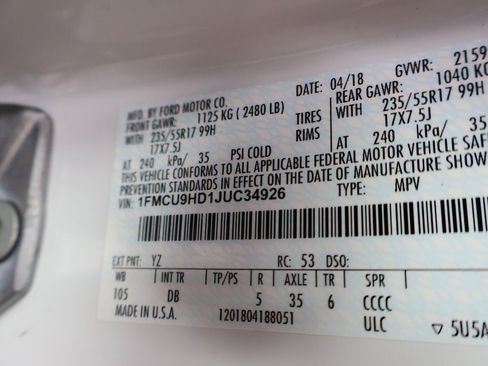 MFD. BY FORD MOTOR CO. DATE: 04/18 GVWR: 2159
FRONT GAWR: 1125 KG ( 2480 LB) REAR GAWR: 1040 KG
WITH 235/55R17 99H TIRES WITH 235/55R17 99H
17X7.5J RIMS 17X7.5J
AT 240 kPa/ 35 PSI COLD AT 240 kPa/ 35
THIS VEHICLE CONFORMS TO ALL APPLICABLE FEDERAL MOTOR VEHICLE SAFE
PREVENTION STANDARDS IN EFFECT ON THE DATE OF MANUFACTURE SHOW
VIN: 1FMCU9HD1JUC34926 TYPE: MPV
EXT PNT: YZ RC: 53 DSO:
WB INT TR TP/PS R AXLE TR SPR
105 DB 5 35 6 CCCC
MADE IN U.S.A. 1201804188051 ULC ▽ 5U5A